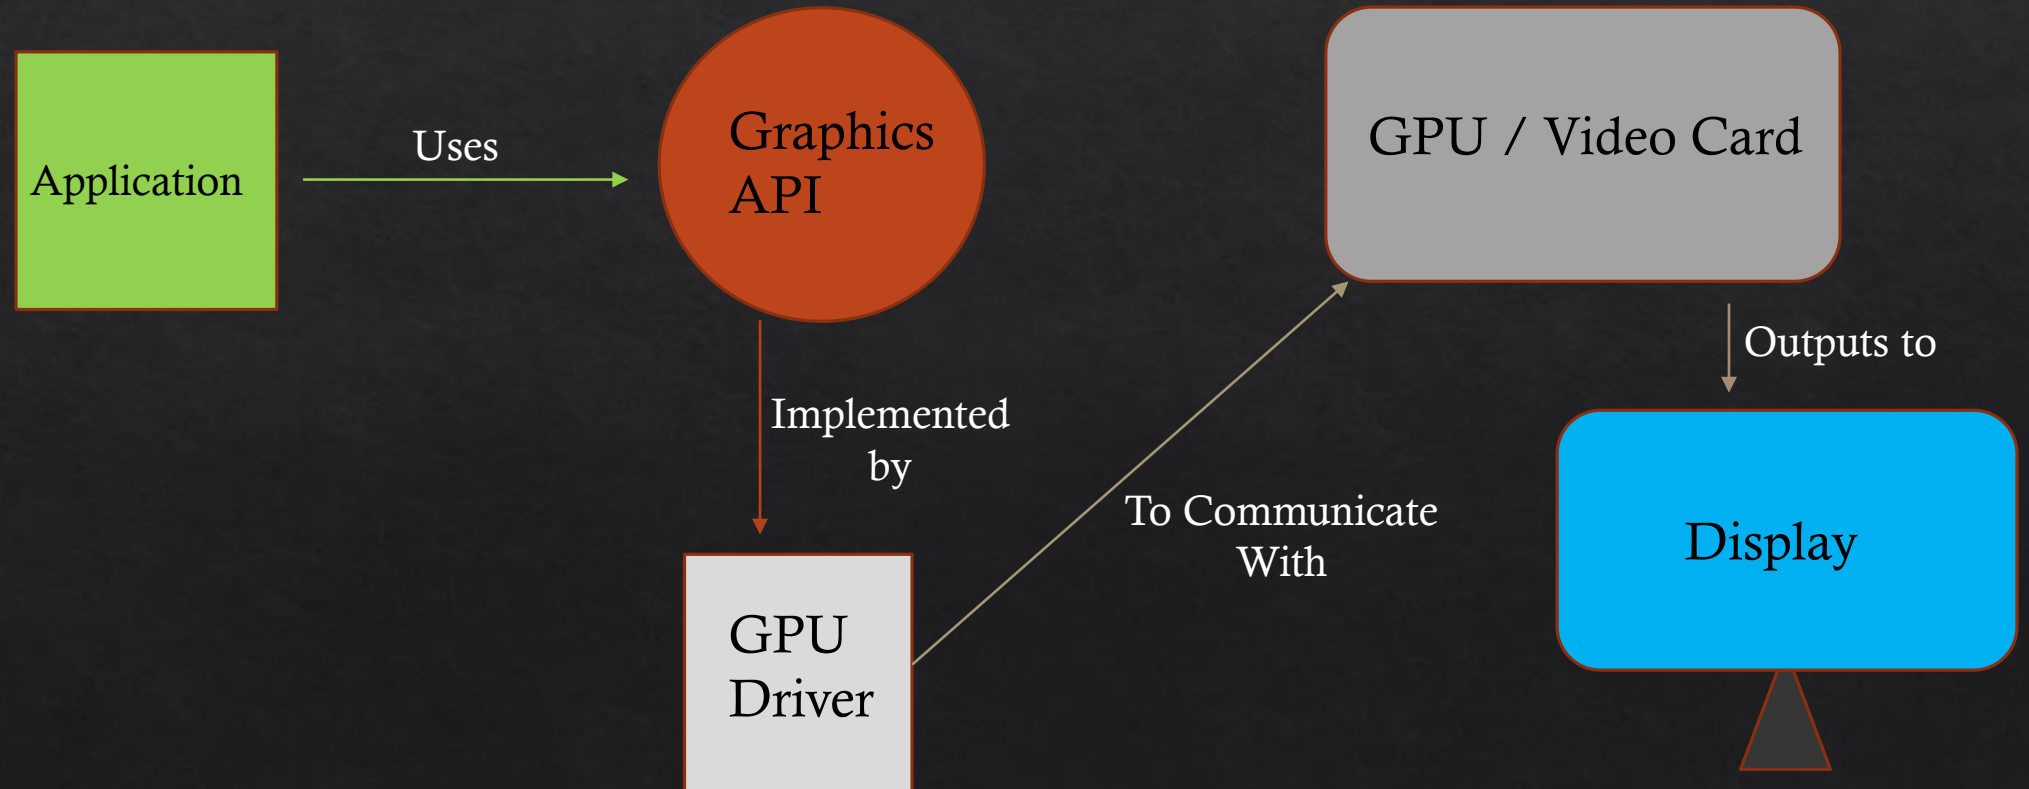 Application
Uses
Graphics
API
Implemented
by
GPU
Driver
To Communicate
With
GPU / Video Card
Outputs to
Display